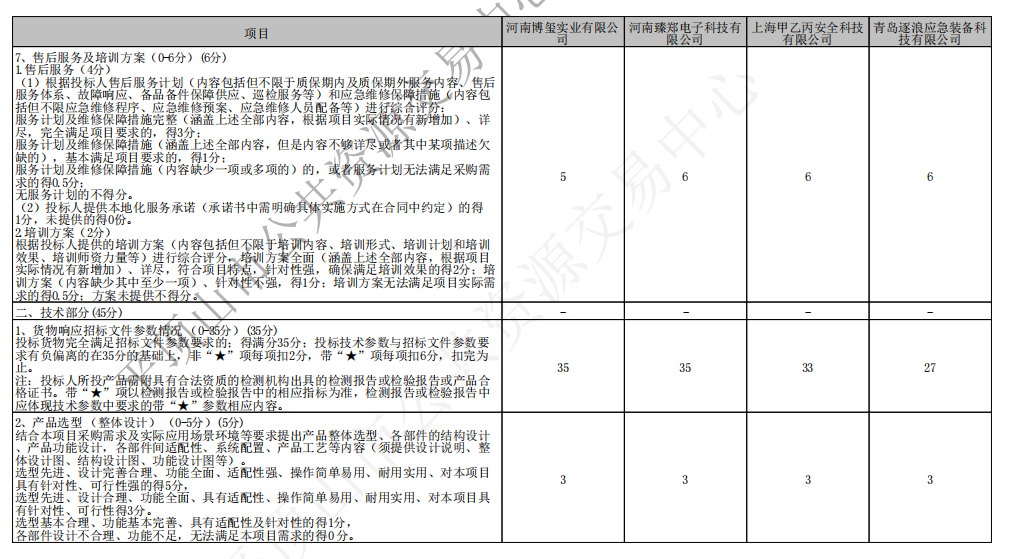 项目
河南博玺实业有限公
司
河南臻郑电子科技有
限公司
上海甲乙丙安全科技
有限公司
青岛逐浪应急装备科
技有限公司
7、售后服务及培训方案（0-6分）(6分)
1.售后服务（4分）
（1）根据投标人售后服务计划（内容包括但不限于质保期内及质保期外服务内容、售后
服务体系、故障响应、备品备件保障供应、巡检服务等）和应急维修保障措施（内容包
括但不限应急维修程序、应急维修预案、应急维修人员配备等）进行综合评分；
服务计划及维修保障措施完整（涵盖上述全部内容，根据项目实际情况有新增加）、详
尽，完全满足项目要求的，得3分；
服务计划及维修保障措施（涵盖上述全部内容，但是内容不够详尽或者其中某项描述欠
缺的），基本满足项目要求的，得1分；
服务计划及维修保障措施（内容缺少一项或多项的）的，或者服务计划无法满足采购需
求的得0.5分；
无服务计划的不得分。
（2）投标人提供本地化服务承诺（承诺书中需明确具体实施方式在合同中约定）的得
1分，未提供的得0份。
2.培训方案（2分）
根据投标人提供的培训方案（内容包括但不限于培训内容、培训形式、培训计划和培训
效果、培训师资力量等）进行综合评分，培训方案全面（涵盖上述全部内容，根据项目
实际情况有新增加）、详尽，符合项目特点，针对性强，确保满足培训效果的得2分；培
训方案（内容缺少其中至少一项）、针对性不强，得1分；培训方案无法满足项目实际需
求的得0.5分；方案未提供不得分。
5
6
6
6
二、技术部分(45分)
－
－
－
－
1、货物响应招标文件参数情况 （0-35分）(35分)
投标货物完全满足招标文件参数要求的；得满分35分；投标技术参数与招标文件参数要
求有负偏离的在35分的基础上，非“★”项每项扣2分，带“★”项每项扣6分，扣完为
止。
注：投标人所投产品需附具有合法资质的检测机构出具的检测报告或检验报告或产品合
格证书。带“★”项以检测报告或检验报告中的相应指标为准，检测报告或检验报告中
应体现技术参数中要求的带“★”参数相应内容。
35
35
33
27
2、产品选型 （整体设计） （0-5分）(5分)
结合本项目采购需求及实际应用场景环境等要求提出产品整体选型、各部件的结构设计
、产品功能设计，各部件间适配性、系统配置、产品工艺等内容（须提供设计说明、整
体设计图、结构设计图、功能设计图等）。
选型先进、设计完善合理、功能全面、适配性强、操作简单易用、耐用实用、对本项目
具有针对性、可行性强的得5分，
选型先进、设计合理、功能全面、具有适配性、操作简单易用、耐用实用、对本项目具
有针对性、可行性得3分。
选型基本合理、功能基本完善、具有适配性及针对性的得1分，
各部件设计不合理、功能不足，无法满足本项目需求的得0分。
3
3
3
3
平顶山市公共资源交易中心